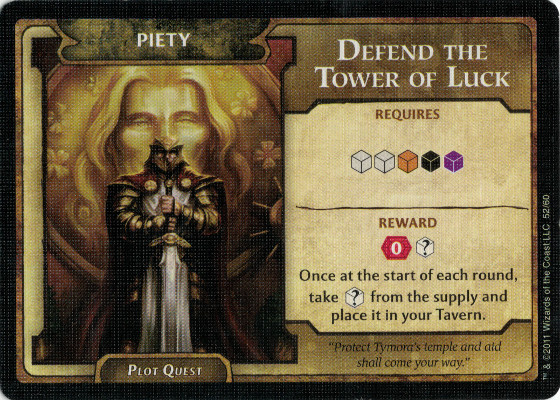 PIETY
DEFEND THE
TOWER OF LUCK
REQUIRES
REWARD
0 ?
Once at the start of each round,
take ? from the supply and
place it in your Tavern.
"Protect Tymora's temple and aid
shall come your way."
PLOT QUEST
™ & ©2011 Wizards of the Coast LLC 52/60